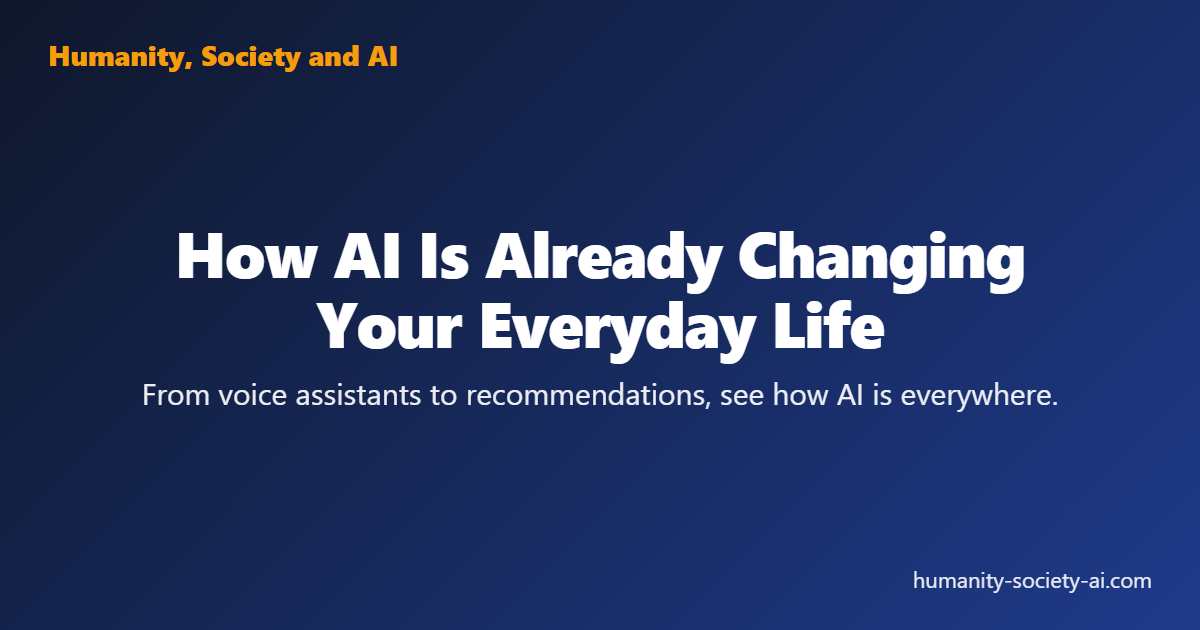 Humanity, Society and AI
How AI Is Already Changing
Your Everyday Life
From voice assistants to recommendations, see how AI is everywhere.
humanity-society-ai.com